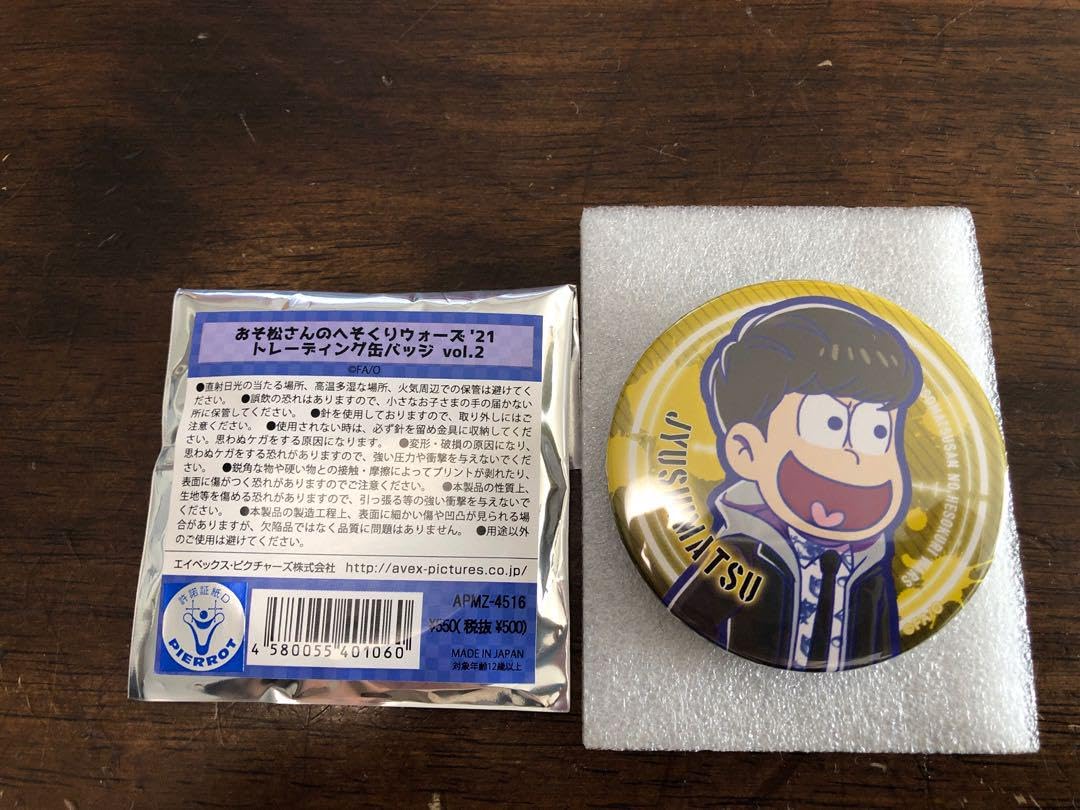 おそ松さんのへそくりウォーズ '21
トレーディング缶バッジ vol.2
©FA/O
●直射日光の当たる場所、高温多湿な場所、火気周辺での保管は避けてく
ださい。 ●誤飲の恐れはありますので、小さなお子さまの手の届かない
所に保管してください。 ●針を使用しておりますので、取り外しにはご
注意ください。 ●使用されない時は、必ず針を留め金具に収納してくだ
さい。思わぬケガをする原因になります。 ●変形・破損の原因になり、
思わぬケガをする恐れがありますので、強い圧力や衝撃を与えないでくだ
さい。 ●鋭角な物や硬い物との接触・摩擦によってプリントが剥れたり、
表面に傷がつく恐れがありますのでご注意ください。 ●本製品の性質上、
生地等を傷める恐れがありますので、引っ張る等の強い衝撃を与えないで
ください。 ●本製品の製造工程上、表面に細かい傷や凹凸が見られる場
合がありますが、欠陥品ではなく品質に問題はありません。 ●用途以外
のご使用は避けてください。
エイベックス・ピクチャーズ株式会社 http://avex-pictures.co.jp/
許諾証紙D
PIERROT
4 580055 401060
APMZ-4516
¥550( 税抜 ¥500)
MADE IN JAPAN
対象年齢12歳以上
JYUSHIMATSU